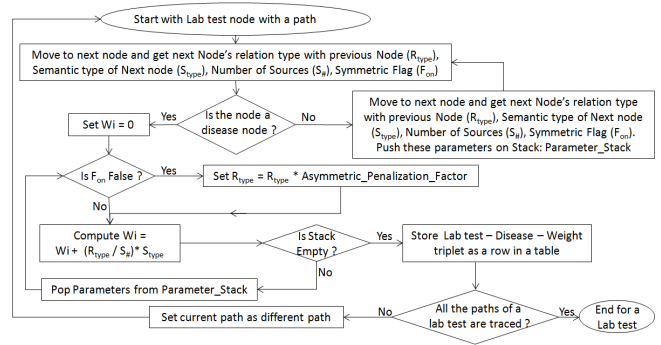 Start with Lab test node with a path
Move to next node and get next Node's relation type with previous Node (Rtype),
Semantic type of Next node (Stype), Number of Sources (S#), Symmetric Flag (Fon)
Is the node a
disease node ?
Yes
No
Set Wi = 0
Move to next node and get next Node's relation type
with previous Node (Rtype), Semantic type of Next node
(Stype), Number of Sources (S#), Symmetric Flag (Fon).
Push these parameters on Stack: Parameter_Stack
Is Fon False ?
Yes
Set Rtype = Rtype * Asymmetric_Penalization_Factor
No
Compute Wi =
Wi + (Rtype / S#)* Stype
Is Stack
Empty ?
Yes
Store Lab test – Disease – Weight
triplet as a row in a table
No
Pop Parameters from Parameter_Stack
Set current path as different path
No
All the paths of a
lab test are traced ?
Yes
End for a
Lab test